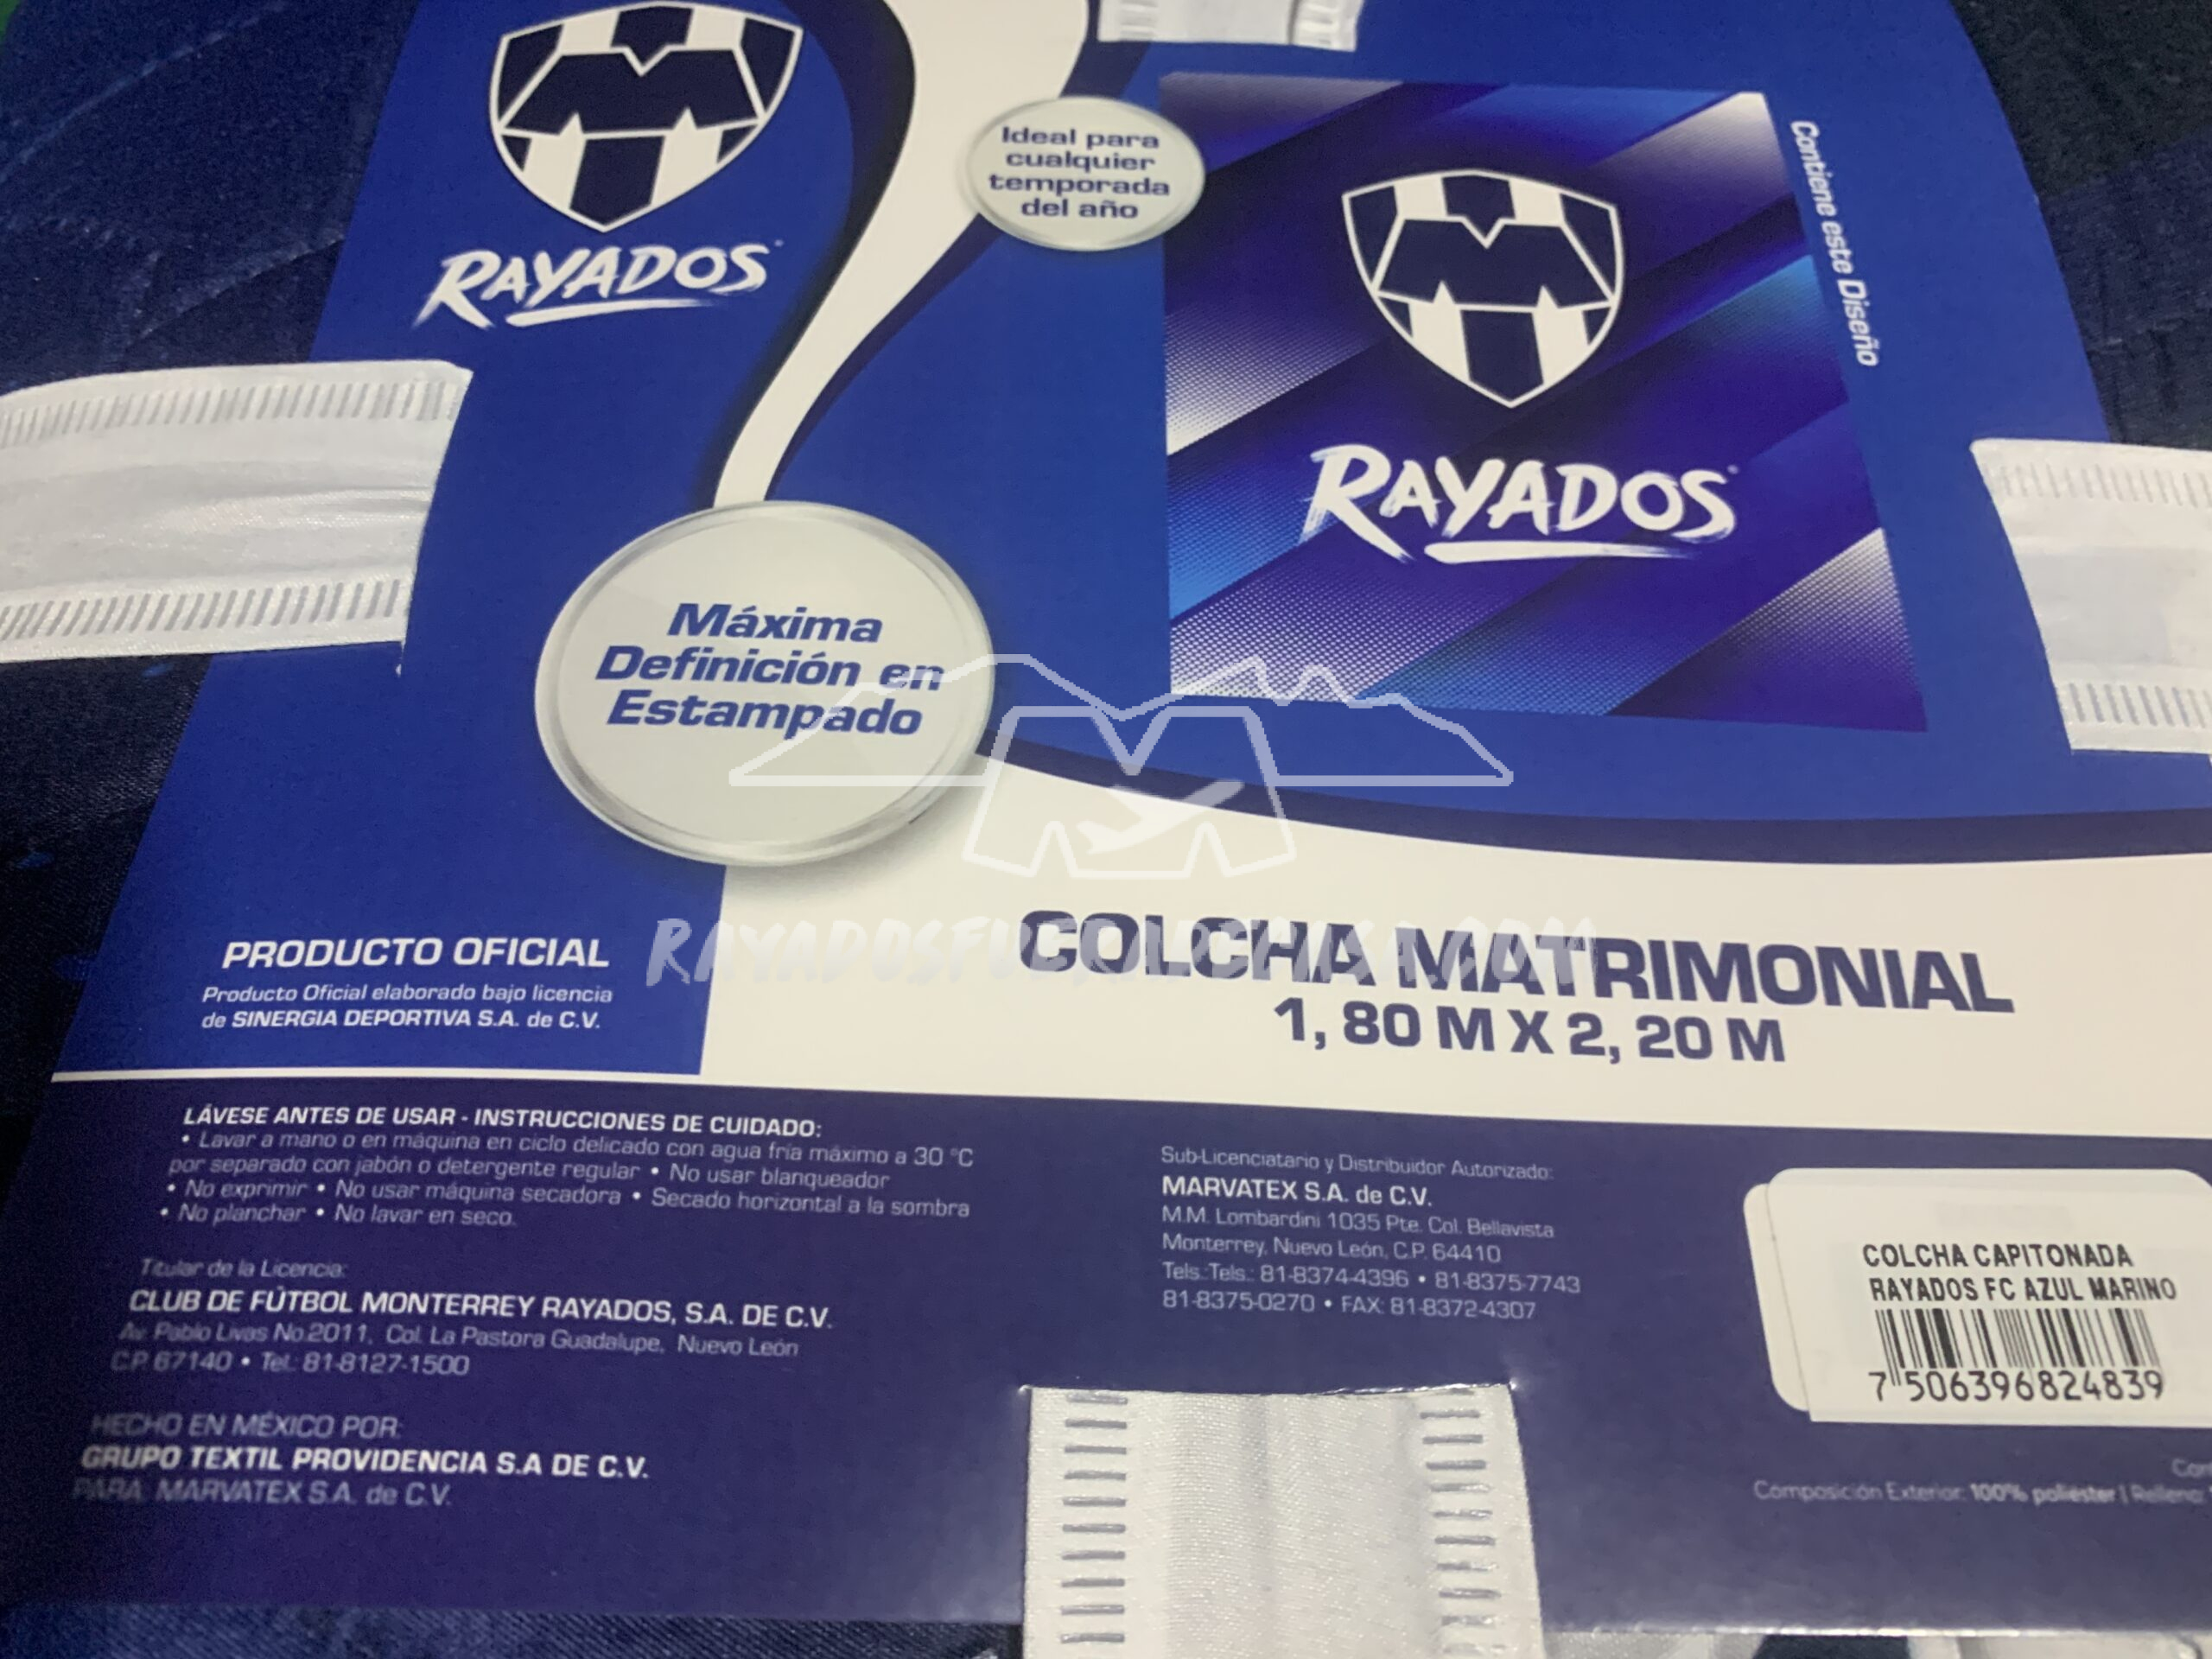 RAYADOS
Ideal para
cualquier
temporada
del año
Contiene este Diseño
RAYADOS
Máxima
Definición en
Estampado
RAYADOSFUERADEMIXA.COM
PRODUCTO OFICIAL
Producto Oficial elaborado bajo licencia
de SINERGIA DEPORTIVA S.A. de C.V.
COLCHA MATRIMONIAL
1, 80 M X 2, 20 M
LÁVESE ANTES DE USAR - INSTRUCCIONES DE CUIDADO:
• Lavar a mano o en máquina en ciclo delicado con agua fría máximo a 30 °C
por separado con jabón o detergente regular • No usar blanqueador
• No exprimir • No usar máquina secadora • Secado horizontal a la sombra
• No planchar • No lavar en seco.
Titular de la Licencia:
CLUB DE FÚTBOL MONTERREY RAYADOS, S.A. DE C.V.
Av. Pablo Livas No.2011, Col. La Pastora Guadalupe, Nuevo León
C.P. 67140 • Tel.: 81-8127-1500
HECHO EN MÉXICO POR:
GRUPO TEXTIL PROVIDENCIA S.A DE C.V.
PARA: MARVATEX S.A. de C.V.
Sub-Licenciatario y Distribuidor Autorizado:
MARVATEX S.A. de C.V.
M.M. Lombardini 1035 Pte. Col. Bellavista
Monterrey, Nuevo León, C.P. 64410
Tels.:Tels.: 81-8374-4396 • 81-8375-7743
81-8375-0270 • FAX: 81-8372-4307
COLCHA CAPITONADA
RAYADOS FC AZUL MARINO
7 506396 824839
Composición Exterior: 100% poliéster | Relleno: